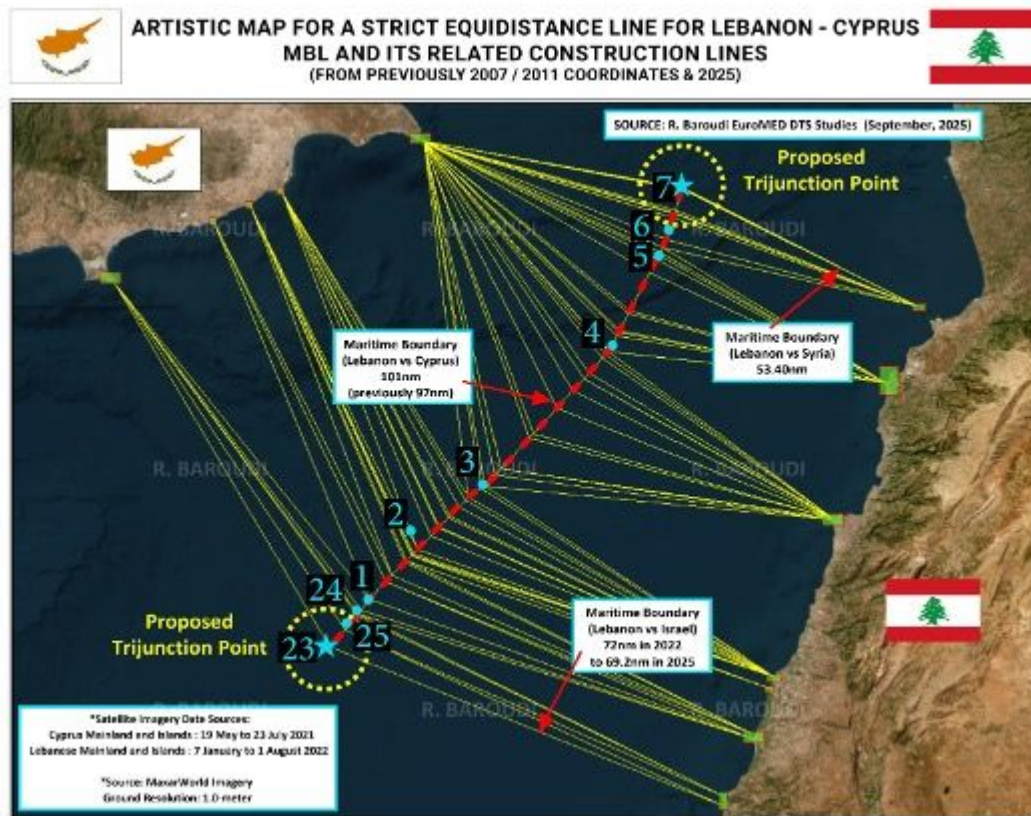 ARTISTIC MAP FOR A STRICT EQUIDISTANCE LINE FOR LEBANON - CYPRUS
MBL AND ITS RELATED CONSTRUCTION LINES
(FROM PREVIOUSLY 2007 / 2011 COORDINATES & 2025)
SOURCE: R. Baroudi EuroMED DTS Studies (September, 2025)
Proposed
Trijunction Point
7
6
5
4
R. BAROUDI
R. BAROUDI
R. BAROUDI
Maritime Boundary
(Lebanon vs Cyprus)
101nm
(previously 97nm)
Maritime Boundary
(Lebanon vs Syria)
53.40nm
3
R. BAROUDI
R. BAROUDI
R. BAROUDI
2
1
24
25
23
Proposed
Trijunction Point
Maritime Boundary
(Lebanon vs Israel)
72nm in 2022
to 69.2nm in 2025
R. BAROUDI
R. BAROUDI
*Satellite Imagery Date Sources:
Cyprus Mainland and Islands : 19 May to 23 July 2021
Lebanese Mainland and Islands : 7 January to 1 August 2022
*Source: MaxarWorld Imagery
Ground Resolution: 1.0-meter